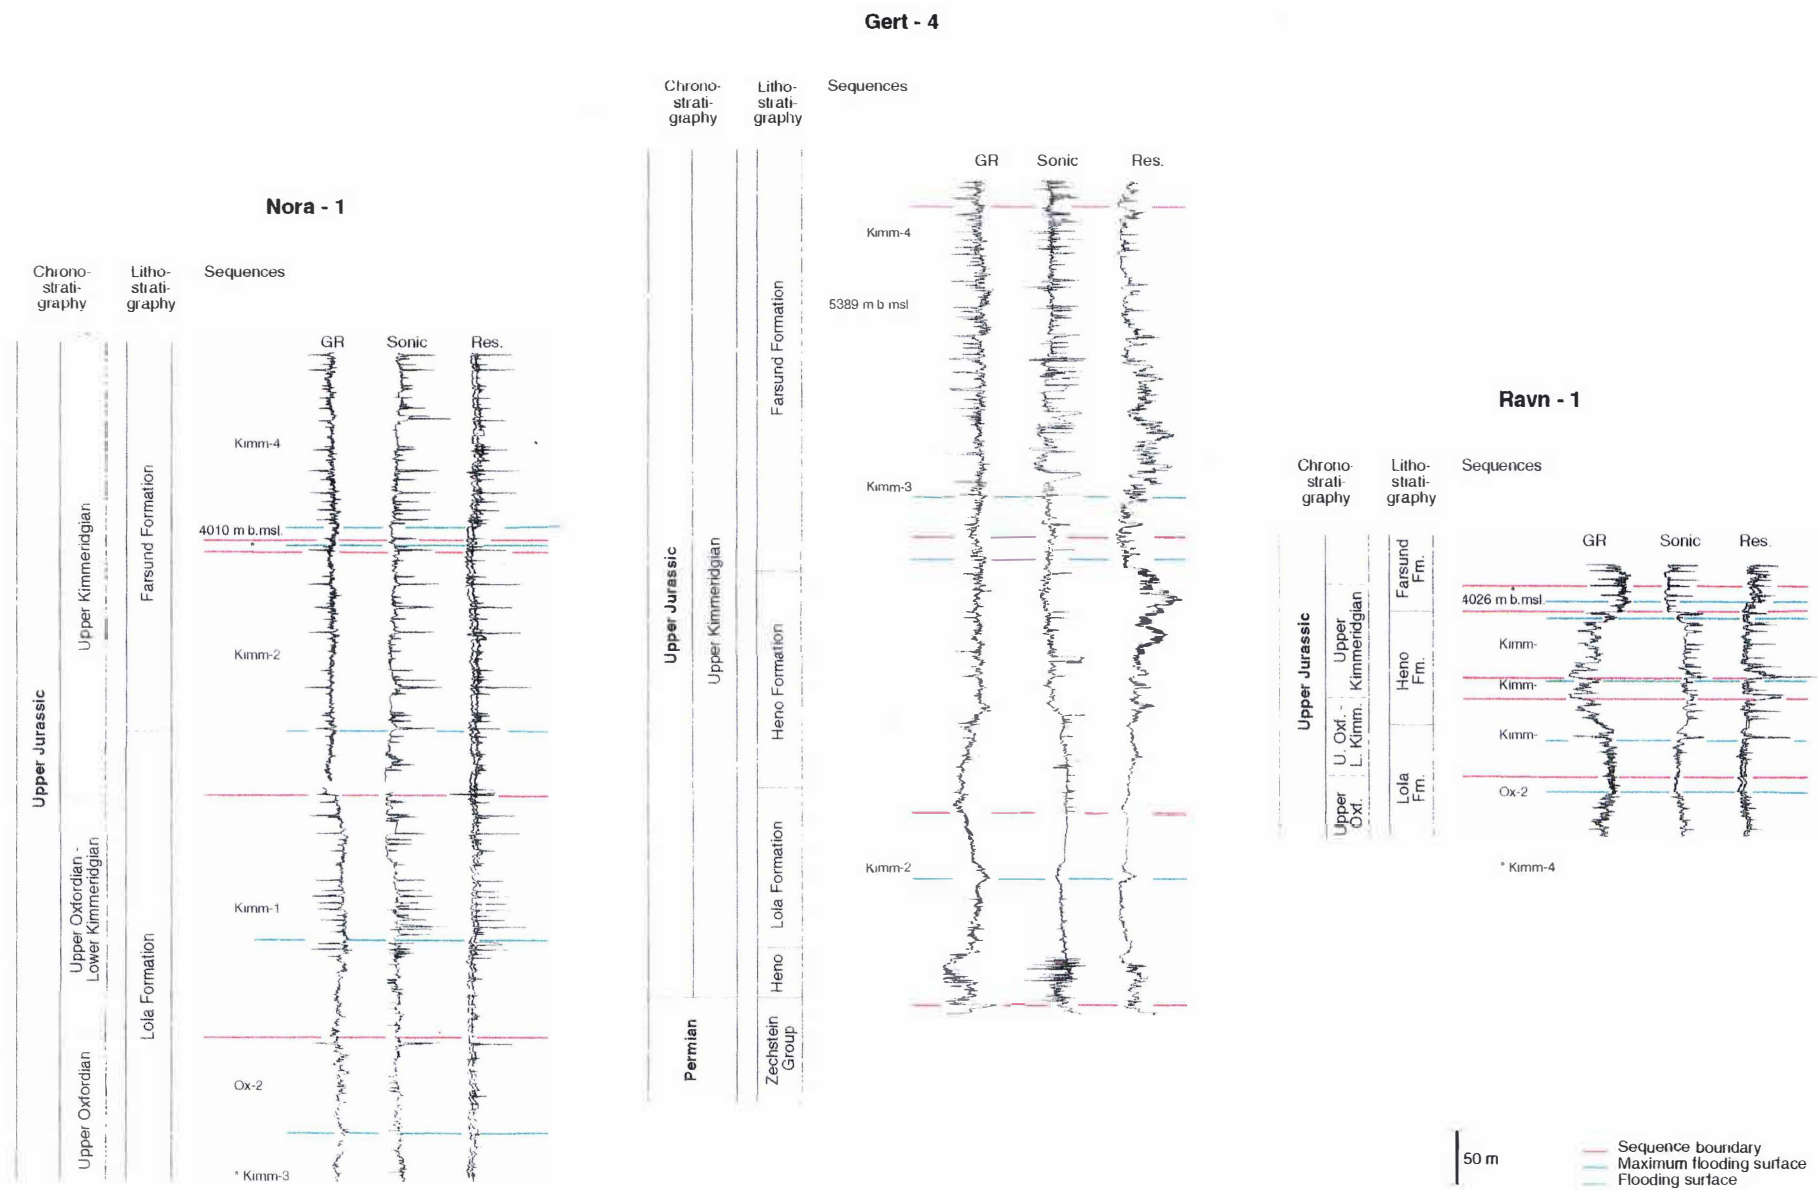 Gert - 4
Chrono-
strati-
graphy
Litho-
strati-
graphy
Sequences
GR
Sonic
Res.
Kimm-4
5389 m b msl
Kimm-3
Kimm-2
Upper Jurassic
Upper Kimmeridgian
Farsund Formation
Heno Formation
Lola Formation
Heno
Permian
Zechstein
Group
Nora - 1
Chrono-
strati-
graphy
Litho-
strati-
graphy
Sequences
GR
Sonic
Res.
Kimm-4
4010 m b.msl.
*
Kimm-2
Kimm-1
Ox-2
* Kimm-3
Upper Jurassic
Upper Kimmeridgian
Upper Oxfordian -
Lower Kimmeridgian
Upper Oxfordian
Farsund Formation
Lola Formation
Ravn - 1
Chrono-
strati-
graphy
Litho-
strati-
graphy
Sequences
GR
Sonic
Res.
*
4026 m b.msl.
Kimm-
Kimm-
Kimm-
Ox-2
* Kimm-4
Upper Jurassic
Upper
Kimmeridgian
U. Oxf. -
L. Kimm.
Upper
Oxf.
Farsund
Fm.
Heno
Fm.
Lola
Fm.
50 m
Sequence boundary
Maximum flooding surface
Flooding surface